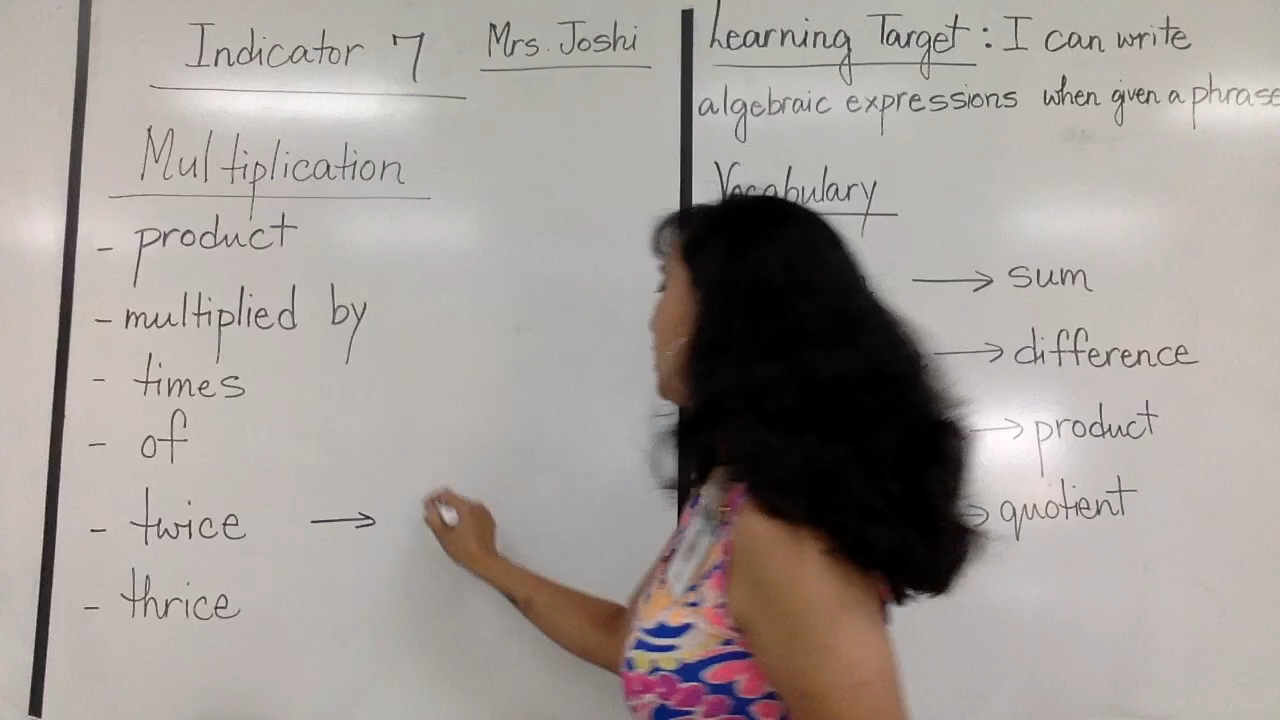 Indicator 7
Mrs. Joshi
Multiplication
- product
- multiplied by
- times
- of
- twice →
- thrice
Learning Target : I can write
algebraic expressions when given a phrase
Vocabulary
→ sum
→ difference
→ product
→ quotient